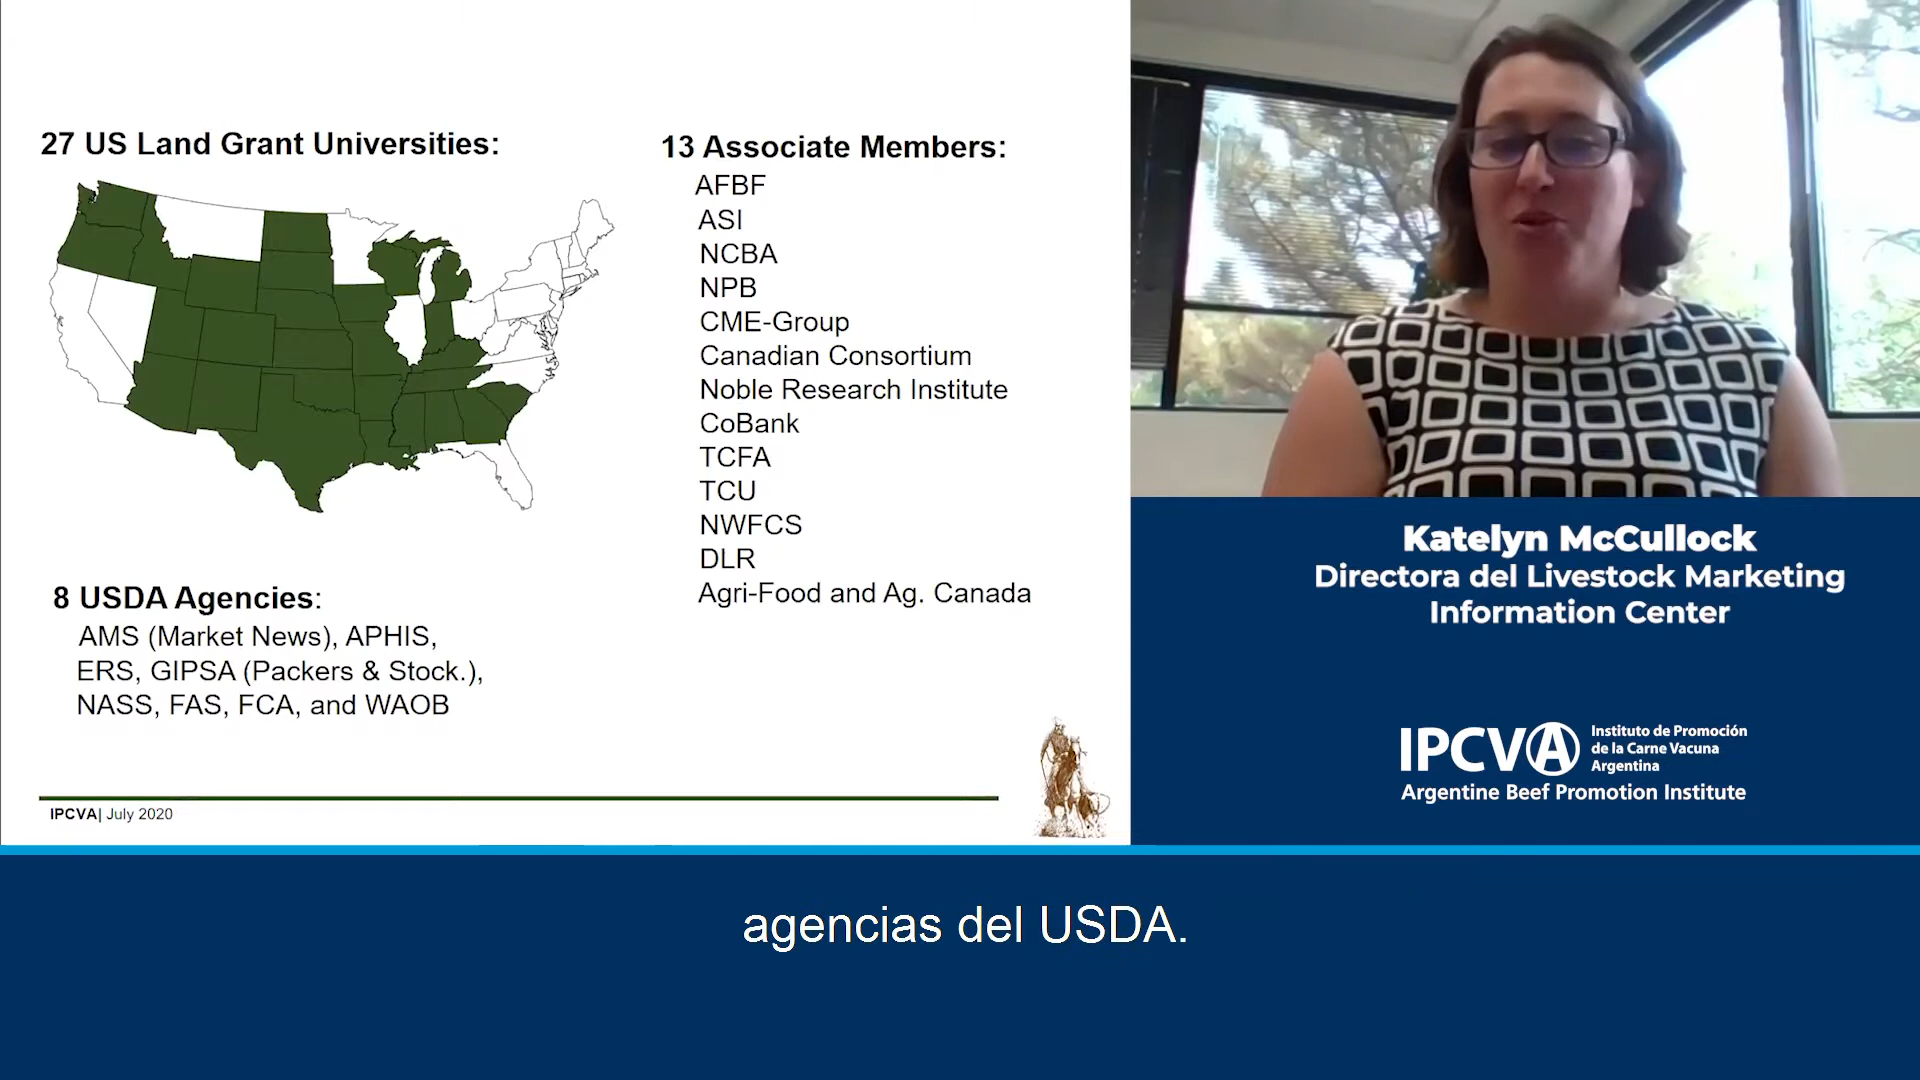 27 US Land Grant Universities:
8 USDA Agencies:
AMS (Market News), APHIS,
ERS, GIPSA (Packers & Stock.),
NASS, FAS, FCA, and WAOB
13 Associate Members:
AFBF
ASI
NCBA
NPB
CME-Group
Canadian Consortium
Noble Research Institute
CoBank
TCFA
TCU
NWFCS
DLR
Agri-Food and Ag. Canada
IPCVA| July 2020
Katelyn McCullock
Directora del Livestock Marketing
Information Center
IPCVA
Instituto de Promoción
de la Carne Vacuna
Argentina
Argentine Beef Promotion Institute
agencias del USDA.